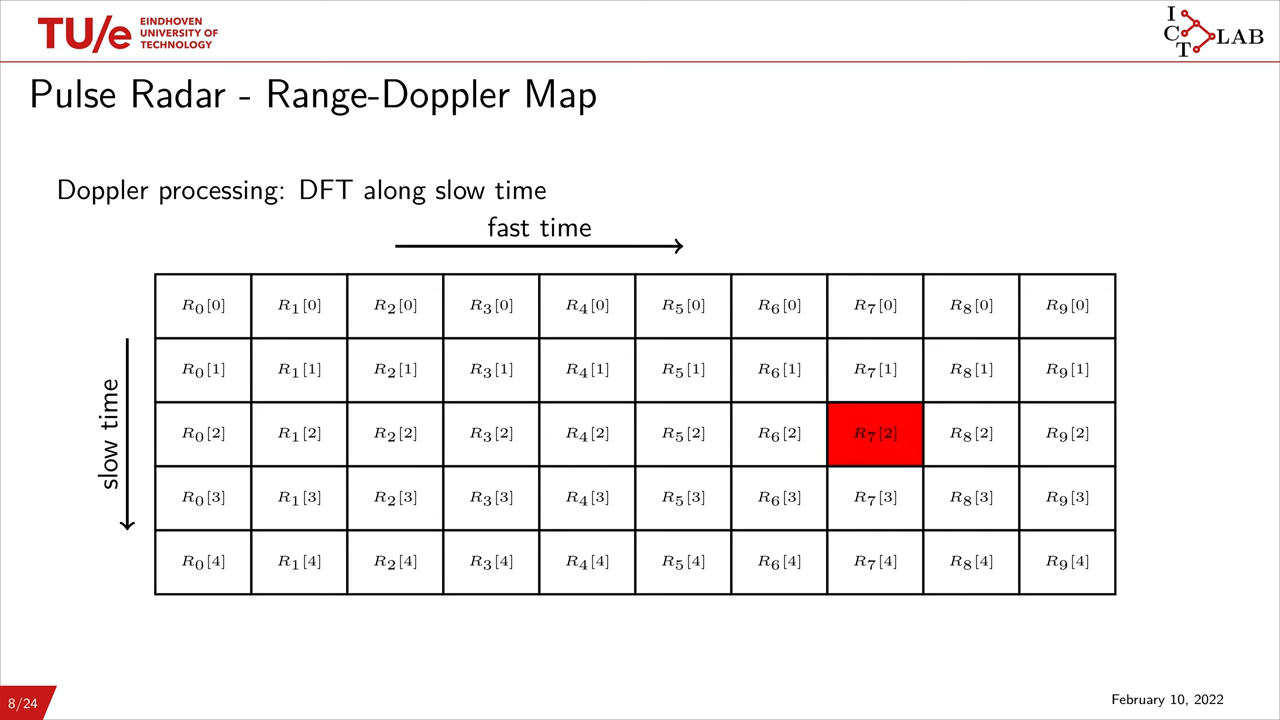 TU/e EINDHOVEN
UNIVERSITY OF
TECHNOLOGY
I
C
T LAB
Pulse Radar - Range-Doppler Map
Doppler processing: DFT along slow time
fast time
slow time
R₀[0] R₁[0] R₂[0] R₃[0] R₄[0] R₅[0] R₆[0] R₇[0] R₈[0] R₉[0]
R₀[1] R₁[1] R₂[1] R₃[1] R₄[1] R₅[1] R₆[1] R₇[1] R₈[1] R₉[1]
R₀[2] R₁[2] R₂[2] R₃[2] R₄[2] R₅[2] R₆[2] R₇[2] R₈[2] R₉[2]
R₀[3] R₁[3] R₂[3] R₃[3] R₄[3] R₅[3] R₆[3] R₇[3] R₈[3] R₉[3]
R₀[4] R₁[4] R₂[4] R₃[4] R₄[4] R₅[4] R₆[4] R₇[4] R₈[4] R₉[4]
8/24
February 10, 2022